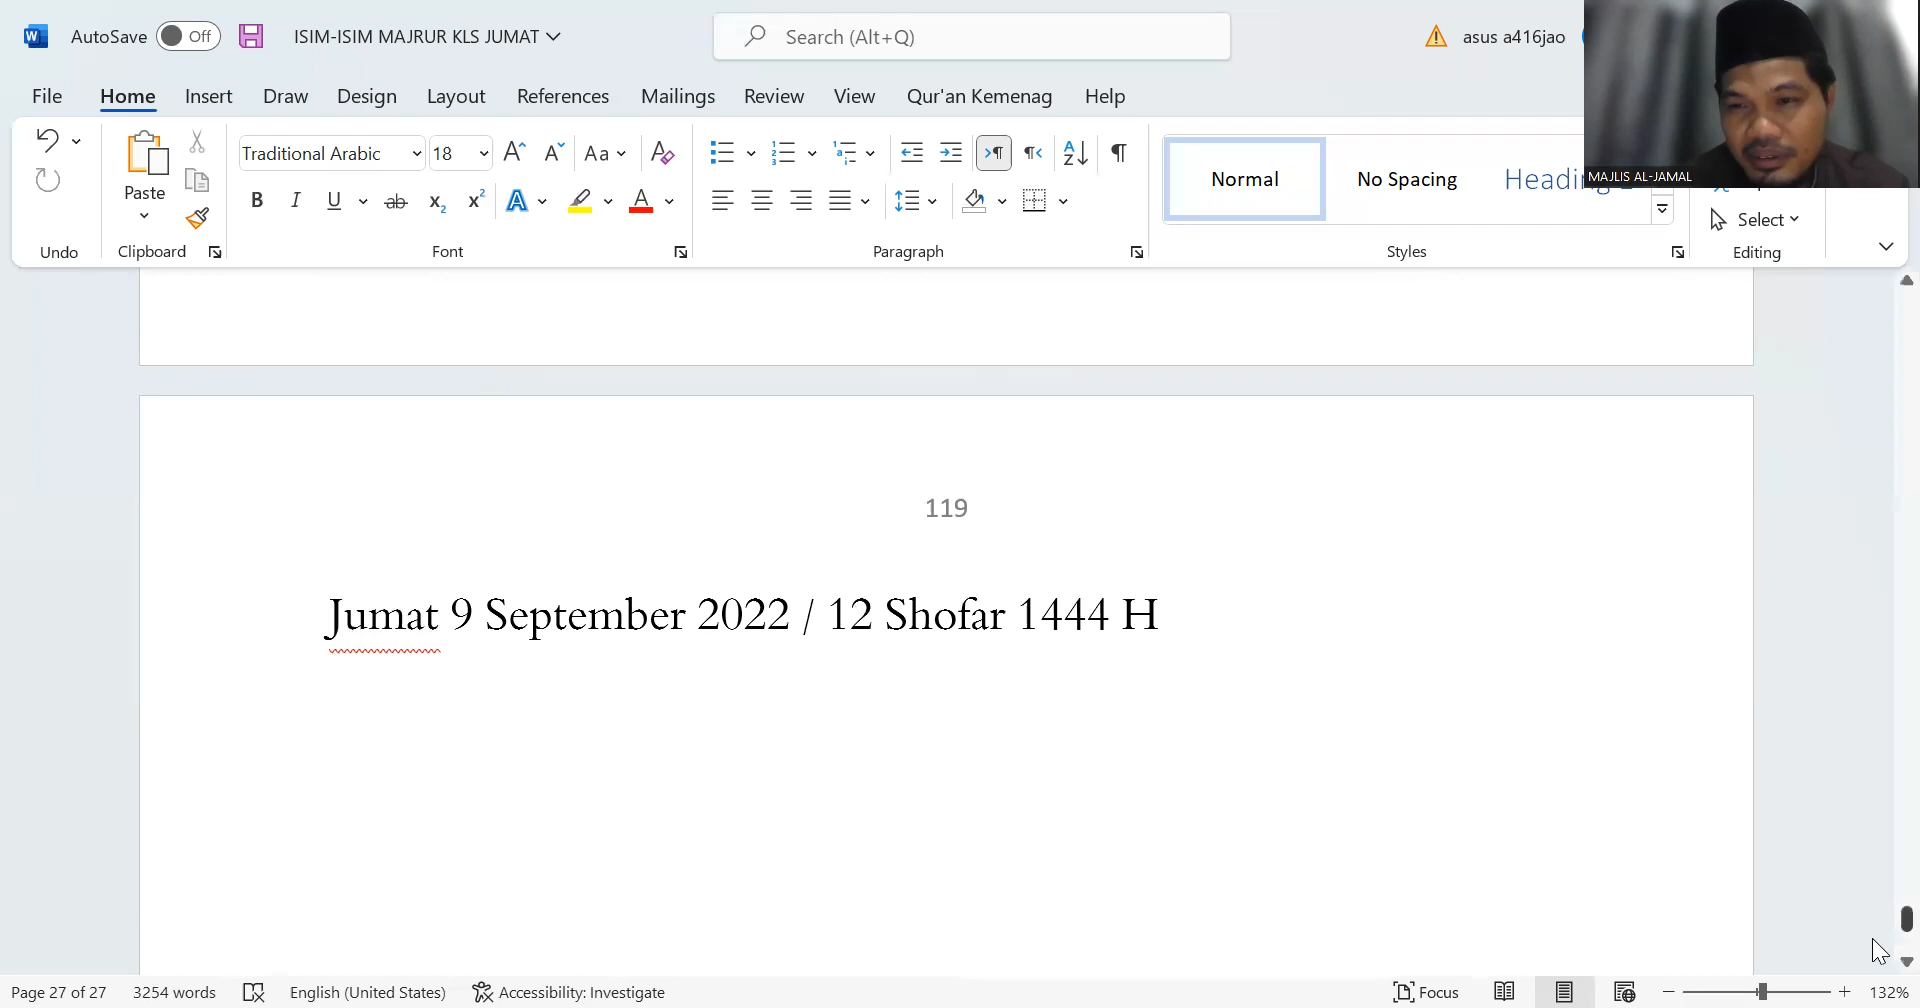 AutoSave Off ISIM-ISIM MAJRUR KLS JUMAT Search (Alt+Q) asus a416jao
File Home Insert Draw Design Layout References Mailings Review View Qur'an Kemenag Help
MAJLIS AL-JAMAL
Traditional Arabic 18
Paste
Normal No Spacing Heading
Select
Undo Clipboard Font Paragraph Styles Editing
119
Jumat 9 September 2022 / 12 Shofar 1444 H
Page 27 of 27 3254 words English (United States) Accessibility: Investigate Focus 132%